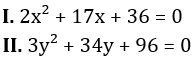 I. 2x² + 17x + 36 = 0
II. 3y² + 34y + 96 = 0